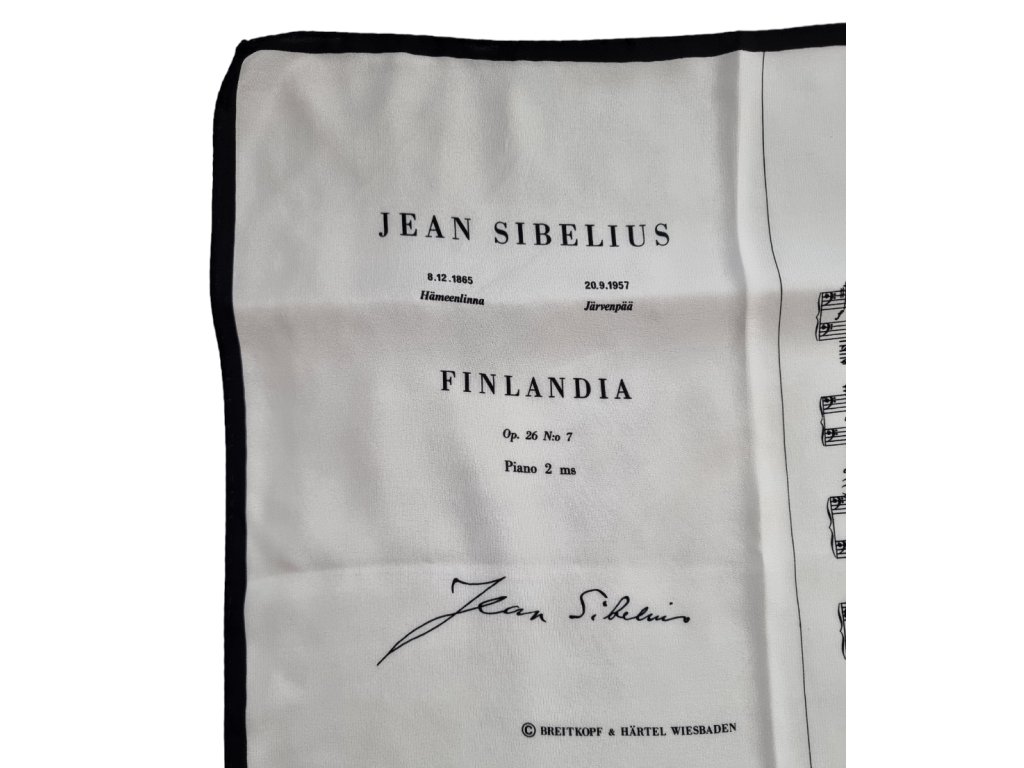 JEAN SIBELIUS
8.12.1865 20.9.1957
Hämeenlinna Järvenpää
FINLANDIA
Op. 26 N:o 7
Piano 2 ms
Jean Sibelius
© BREITKOPF & HÄRTEL WIESBADEN